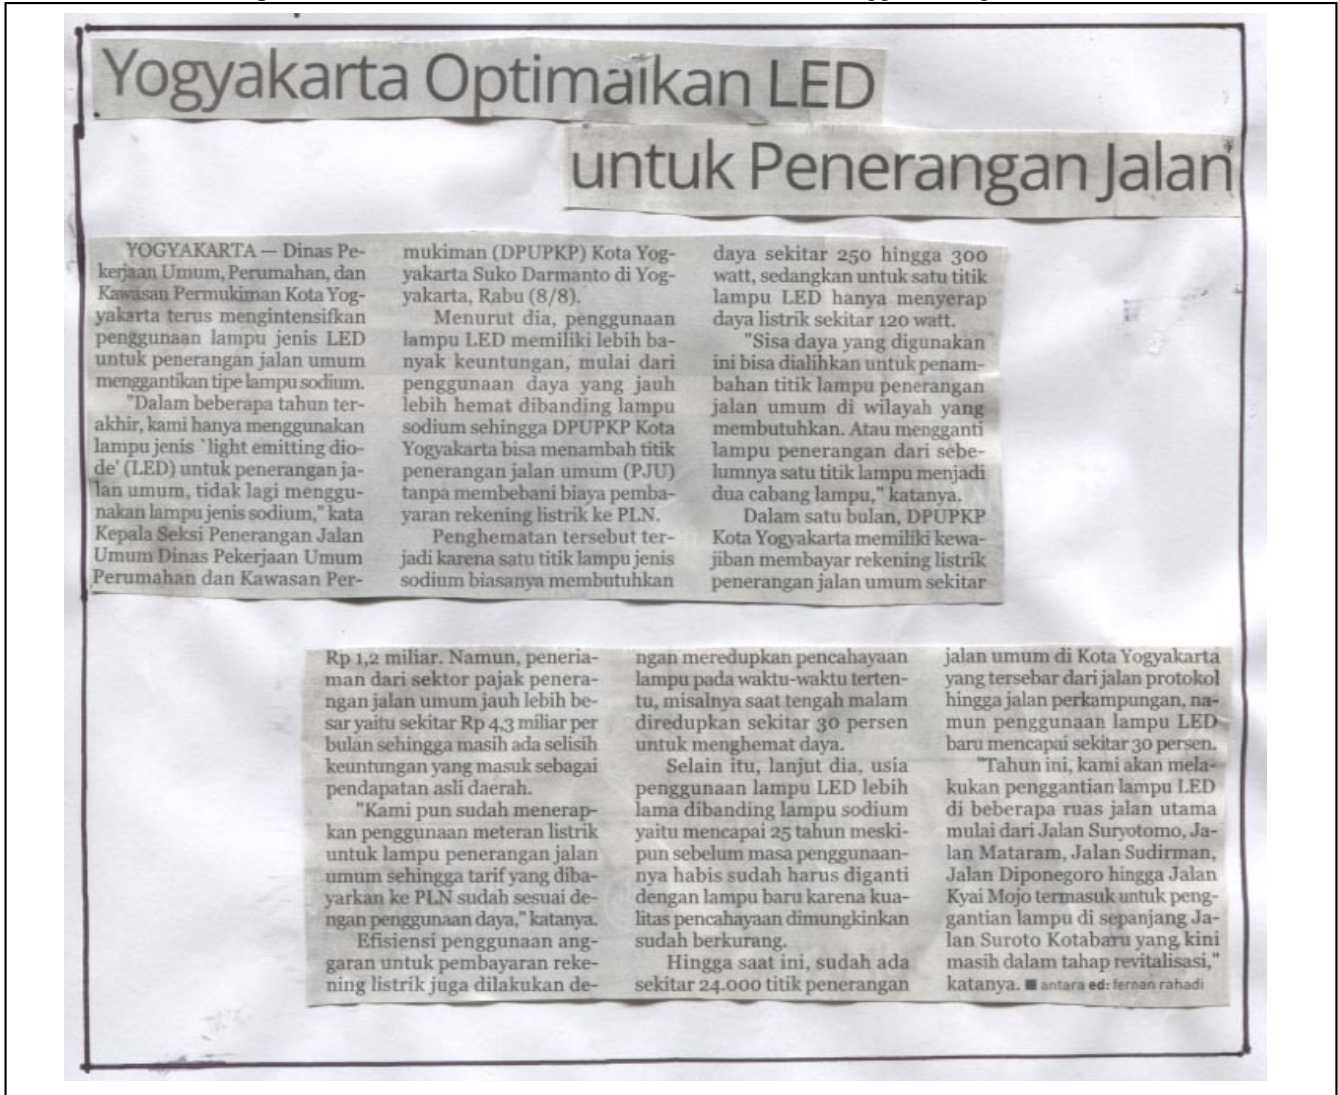 Yogyakarta Optimaikan LED
untuk Penerangan Jalan
YOGYAKARTA — Dinas Pe-
kerjaan Umum, Perumahan, dan
Kawasan Permukiman Kota Yog-
yakarta terus mengintensifkan
penggunaan lampu jenis LED
untuk penerangan jalan umum
menggantikan tipe lampu sodium.
"Dalam beberapa tahun ter-
akhir, kami hanya menggunakan
lampu jenis `light emitting dio-
de' (LED) untuk penerangan ja-
lan umum, tidak lagi menggu-
nakan lampu jenis sodium," kata
Kepala Seksi Penerangan Jalan
Umum Dinas Pekerjaan Umum
Perumahan dan Kawasan Per-
mukiman (DPUPKP) Kota Yog-
yakarta Suko Darmanto di Yog-
yakarta, Rabu (8/8).
Menurut dia, penggunaan
lampu LED memiliki lebih ba-
nyak keuntungan, mulai dari
penggunaan daya yang jauh
lebih hemat dibanding lampu
sodium sehingga DPUPKP Kota
Yogyakarta bisa menambah titik
penerangan jalan umum (PJU)
tanpa membebani biaya pemba-
yaran rekening listrik ke PLN.
Penghematan tersebut ter-
jadi karena satu titik lampu jenis
sodium biasanya membutuhkan
daya sekitar 250 hingga 300
watt, sedangkan untuk satu titik
lampu LED hanya menyerap
daya listrik sekitar 120 watt.
"Sisa daya yang digunakan
ini bisa dialihkan untuk penam-
bahan titik lampu penerangan
jalan umum di wilayah yang
membutuhkan. Atau mengganti
lampu penerangan dari sebe-
lumnya satu titik lampu menjadi
dua cabang lampu," katanya.
Dalam satu bulan, DPUPKP
Kota Yogyakarta memiliki kewa-
jiban membayar rekening listrik
penerangan jalan umum sekitar
Rp 1,2 miliar. Namun, peneria-
man dari sektor pajak penera-
ngan jalan umum jauh lebih be-
sar yaitu sekitar Rp 4,3 miliar per
bulan sehingga masih ada selisih
keuntungan yang masuk sebagai
pendapatan asli daerah.
"Kami pun sudah menerap-
kan penggunaan meteran listrik
untuk lampu penerangan jalan
umum sehingga tarif yang diba-
yarkan ke PLN sudah sesuai de-
ngan penggunaan daya," katanya.
Efisiensi penggunaan ang-
garan untuk pembayaran reke-
ning listrik juga dilakukan de-
ngan meredupkan pencahayaan
lampu pada waktu-waktu terten-
tu, misalnya saat tengah malam
diredupkan sekitar 30 persen
untuk menghemat daya.
Selain itu, lanjut dia, usia
penggunaan lampu LED lebih
lama dibanding lampu sodium
yaitu mencapai 25 tahun meski-
pun sebelum masa penggunaan-
nya habis sudah harus diganti
dengan lampu baru karena kua-
litas pencahayaan dimungkinkan
sudah berkurang.
Hingga saat ini, sudah ada
sekitar 24.000 titik penerangan
jalan umum di Kota Yogyakarta
yang tersebar dari jalan protokol
hingga jalan perkampungan, na-
mun penggunaan lampu LED
baru mencapai sekitar 30 persen.
"Tahun ini, kami akan mela-
kukan penggantian lampu LED
di beberapa ruas jalan utama
mulai dari Jalan Suryotomo, Ja-
lan Mataram, Jalan Sudirman,
Jalan Diponegoro hingga Jalan
Kyai Mojo termasuk untuk peng-
gantian lampu di sepanjang Ja-
lan Suroto Kotabaru yang kini
masih dalam tahap revitalisasi,"
katanya. ■ antara ed: fernan rahadi